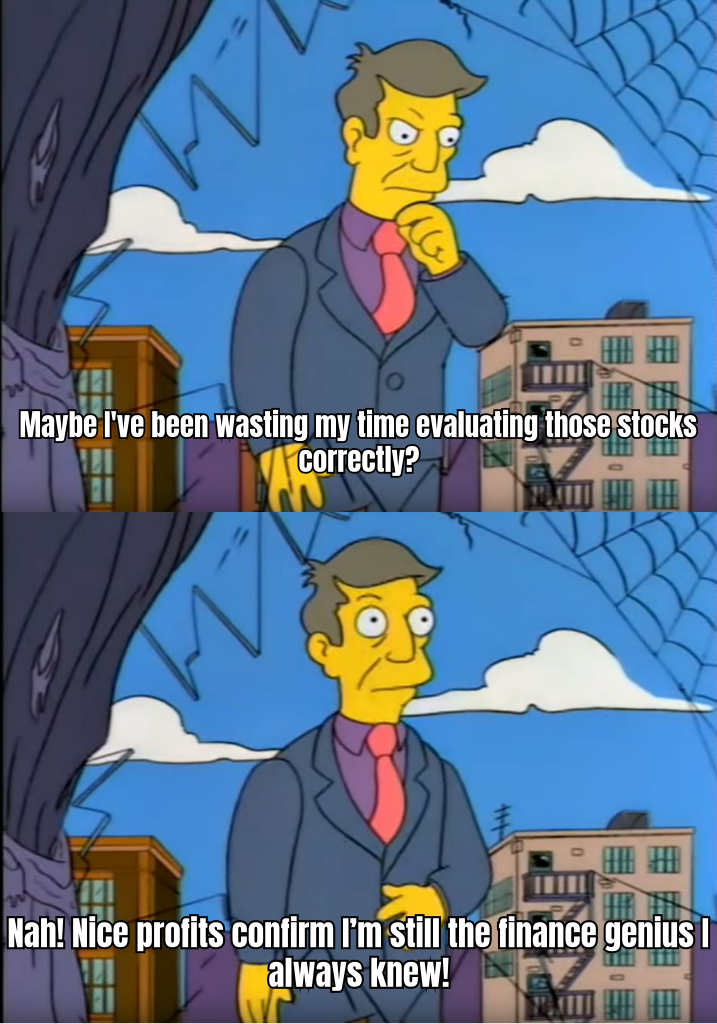 Maybe I've been wasting my time evaluating those stocks
correctly?
Nah! Nice profits confirm I’m still the finance genius I
always knew!